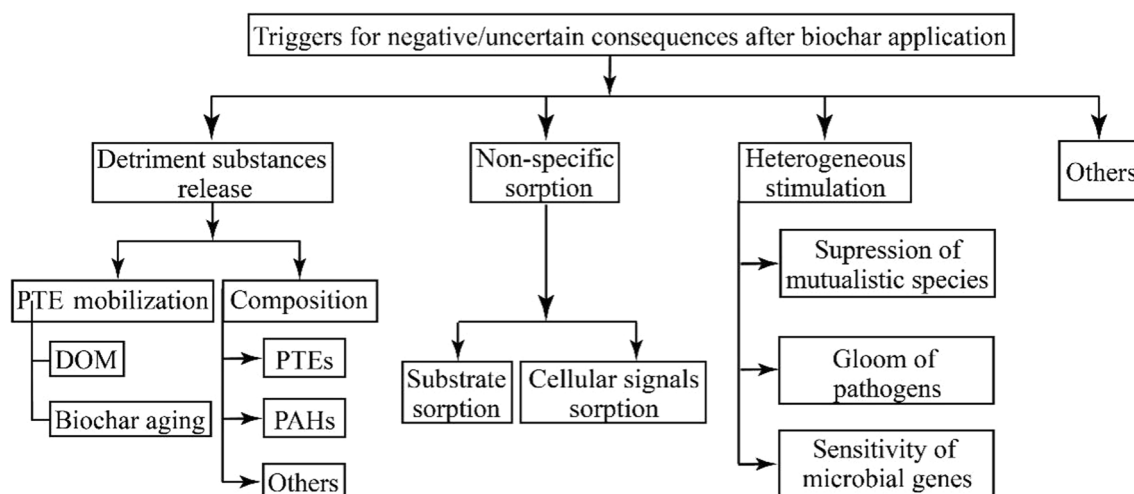 Triggers for negative/uncertain consequences after biochar application
Detriment substances
release
Non-specific
sorption
Heterogeneous
stimulation
Others
PTE mobilization
Composition
DOM
Biochar aging
PTEs
PAHs
Others
Substrate
sorption
Cellular signals
sorption
Supression of
mutualistic species
Gloom of
pathogens
Sensitivity of
microbial genes